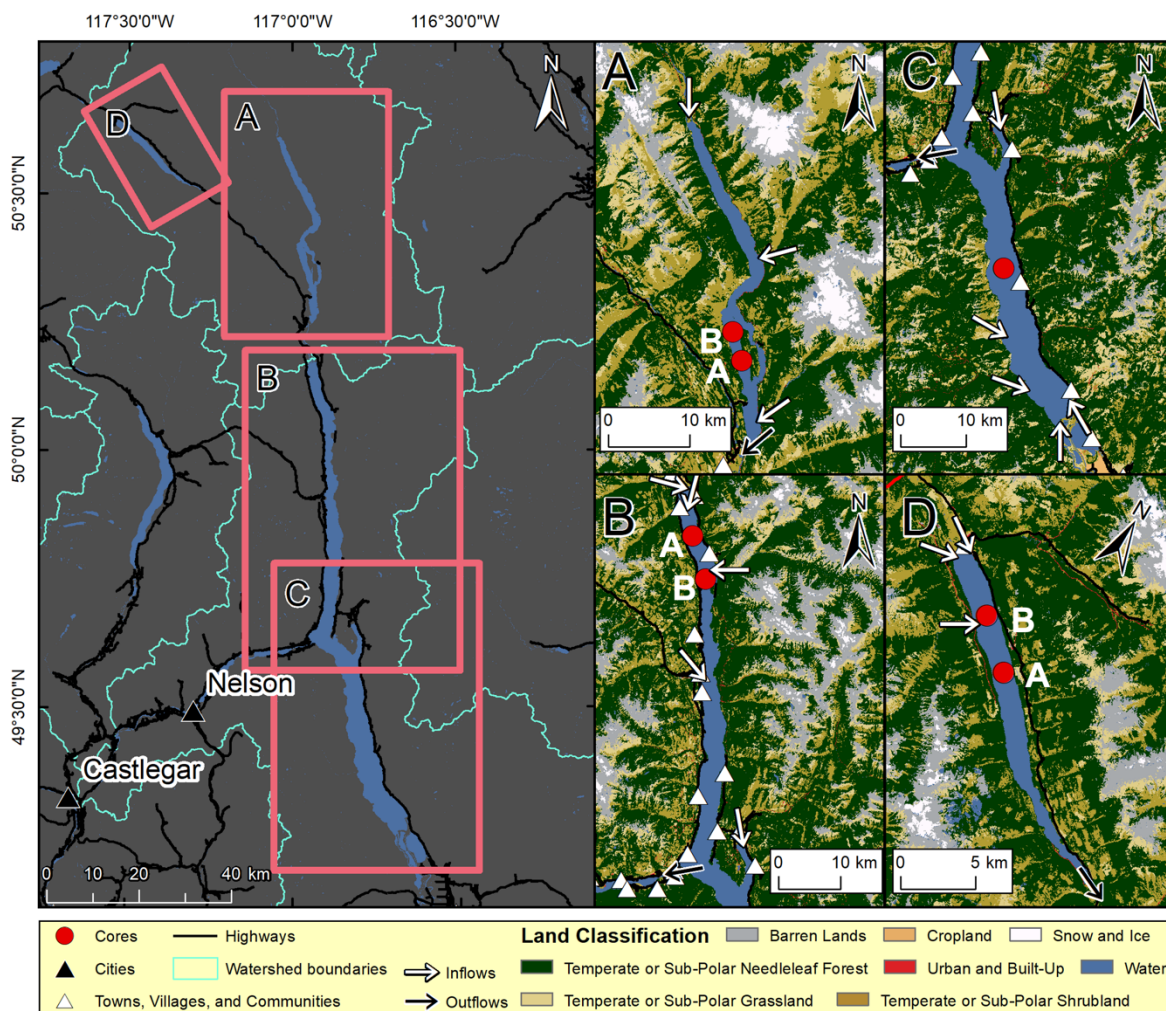 117°30'0"W 117°0'0"W 116°30'0"W
50°30'0"N
50°0'0"N
49°30'0"N
D
A
B
C
Nelson
Castlegar
N
0 10 20 40 km
A
N
B
A
0 10 km
C
N
0 10 km
B
N
A
B
0 10 km
D
N
B
A
0 5 km
Cores
Highways
Land Classification
Barren Lands
Cropland
Snow and Ice
Cities
Watershed boundaries
Inflows
Temperate or Sub-Polar Needleleaf Forest
Urban and Built-Up
Water
Towns, Villages, and Communities
Outflows
Temperate or Sub-Polar Grassland
Temperate or Sub-Polar Shrubland